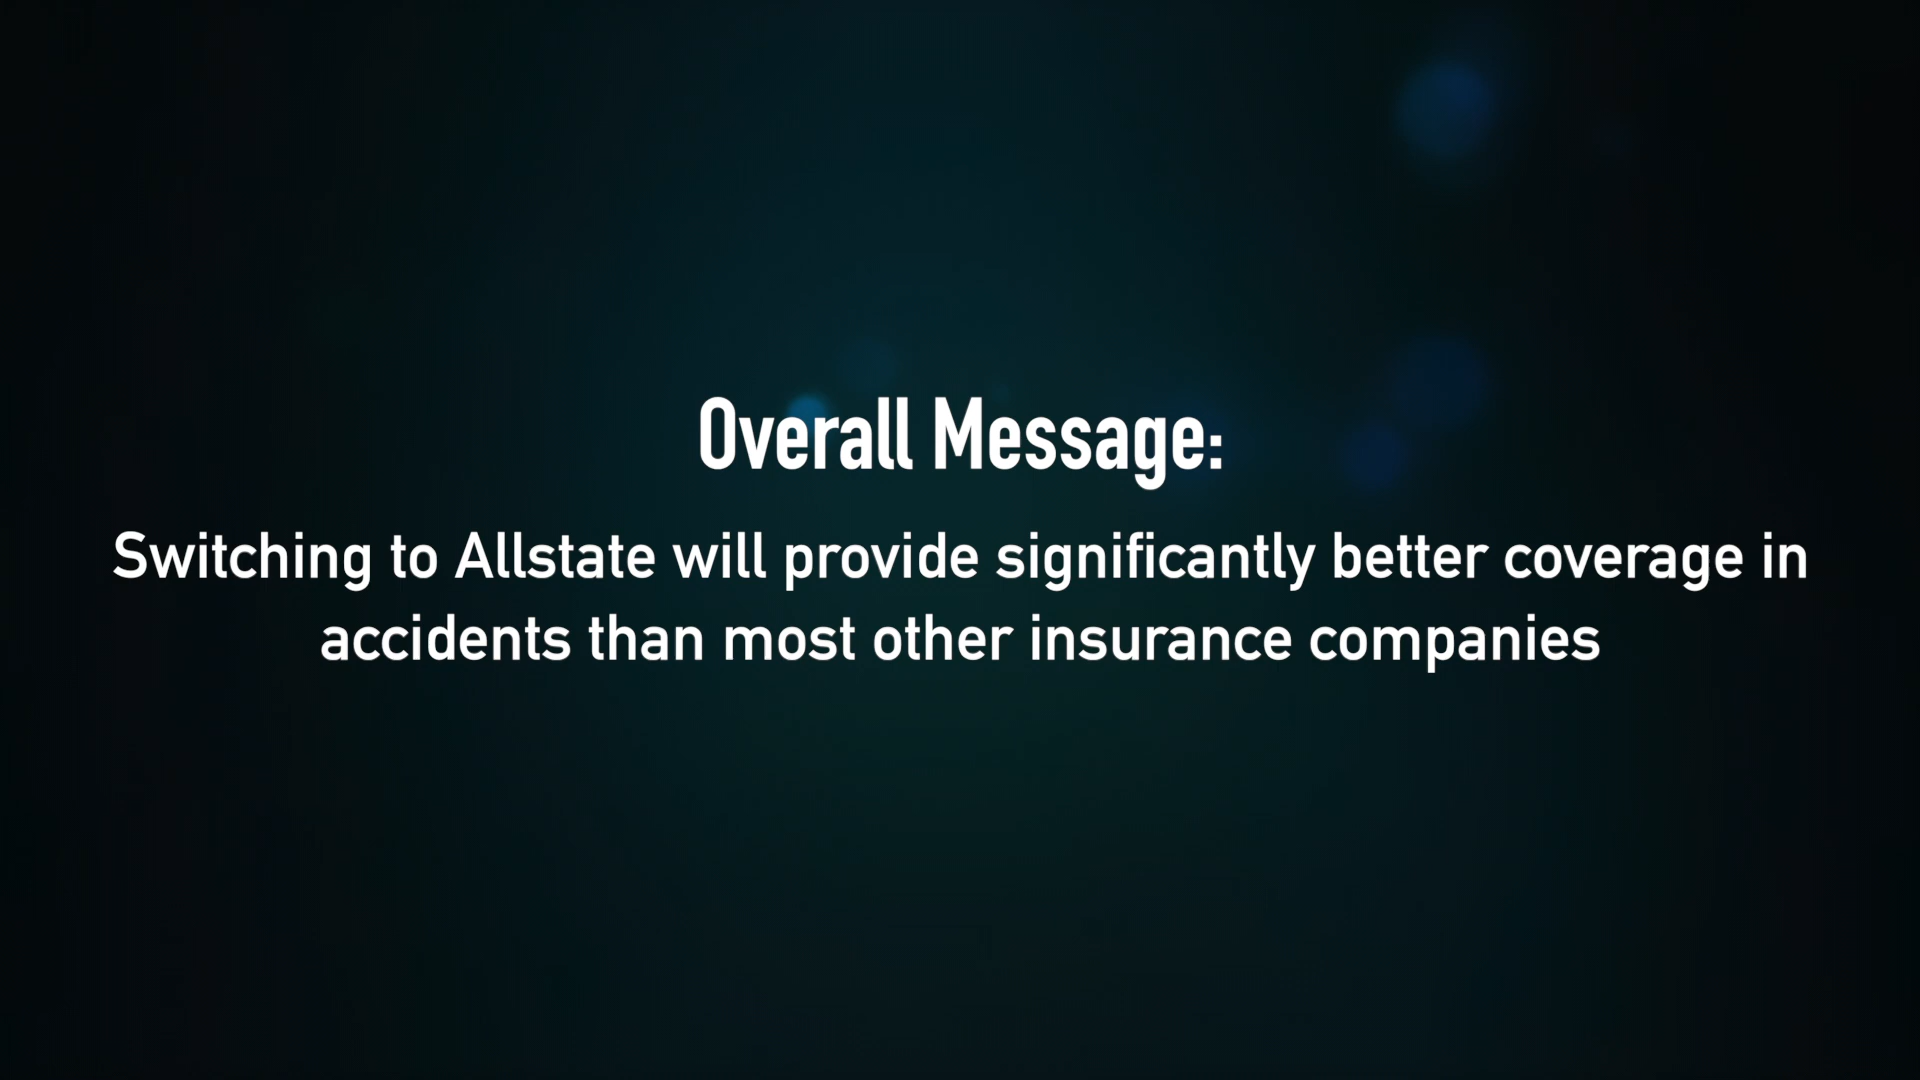 Overall Message:
Switching to Allstate will provide significantly better coverage in
accidents than most other insurance companies